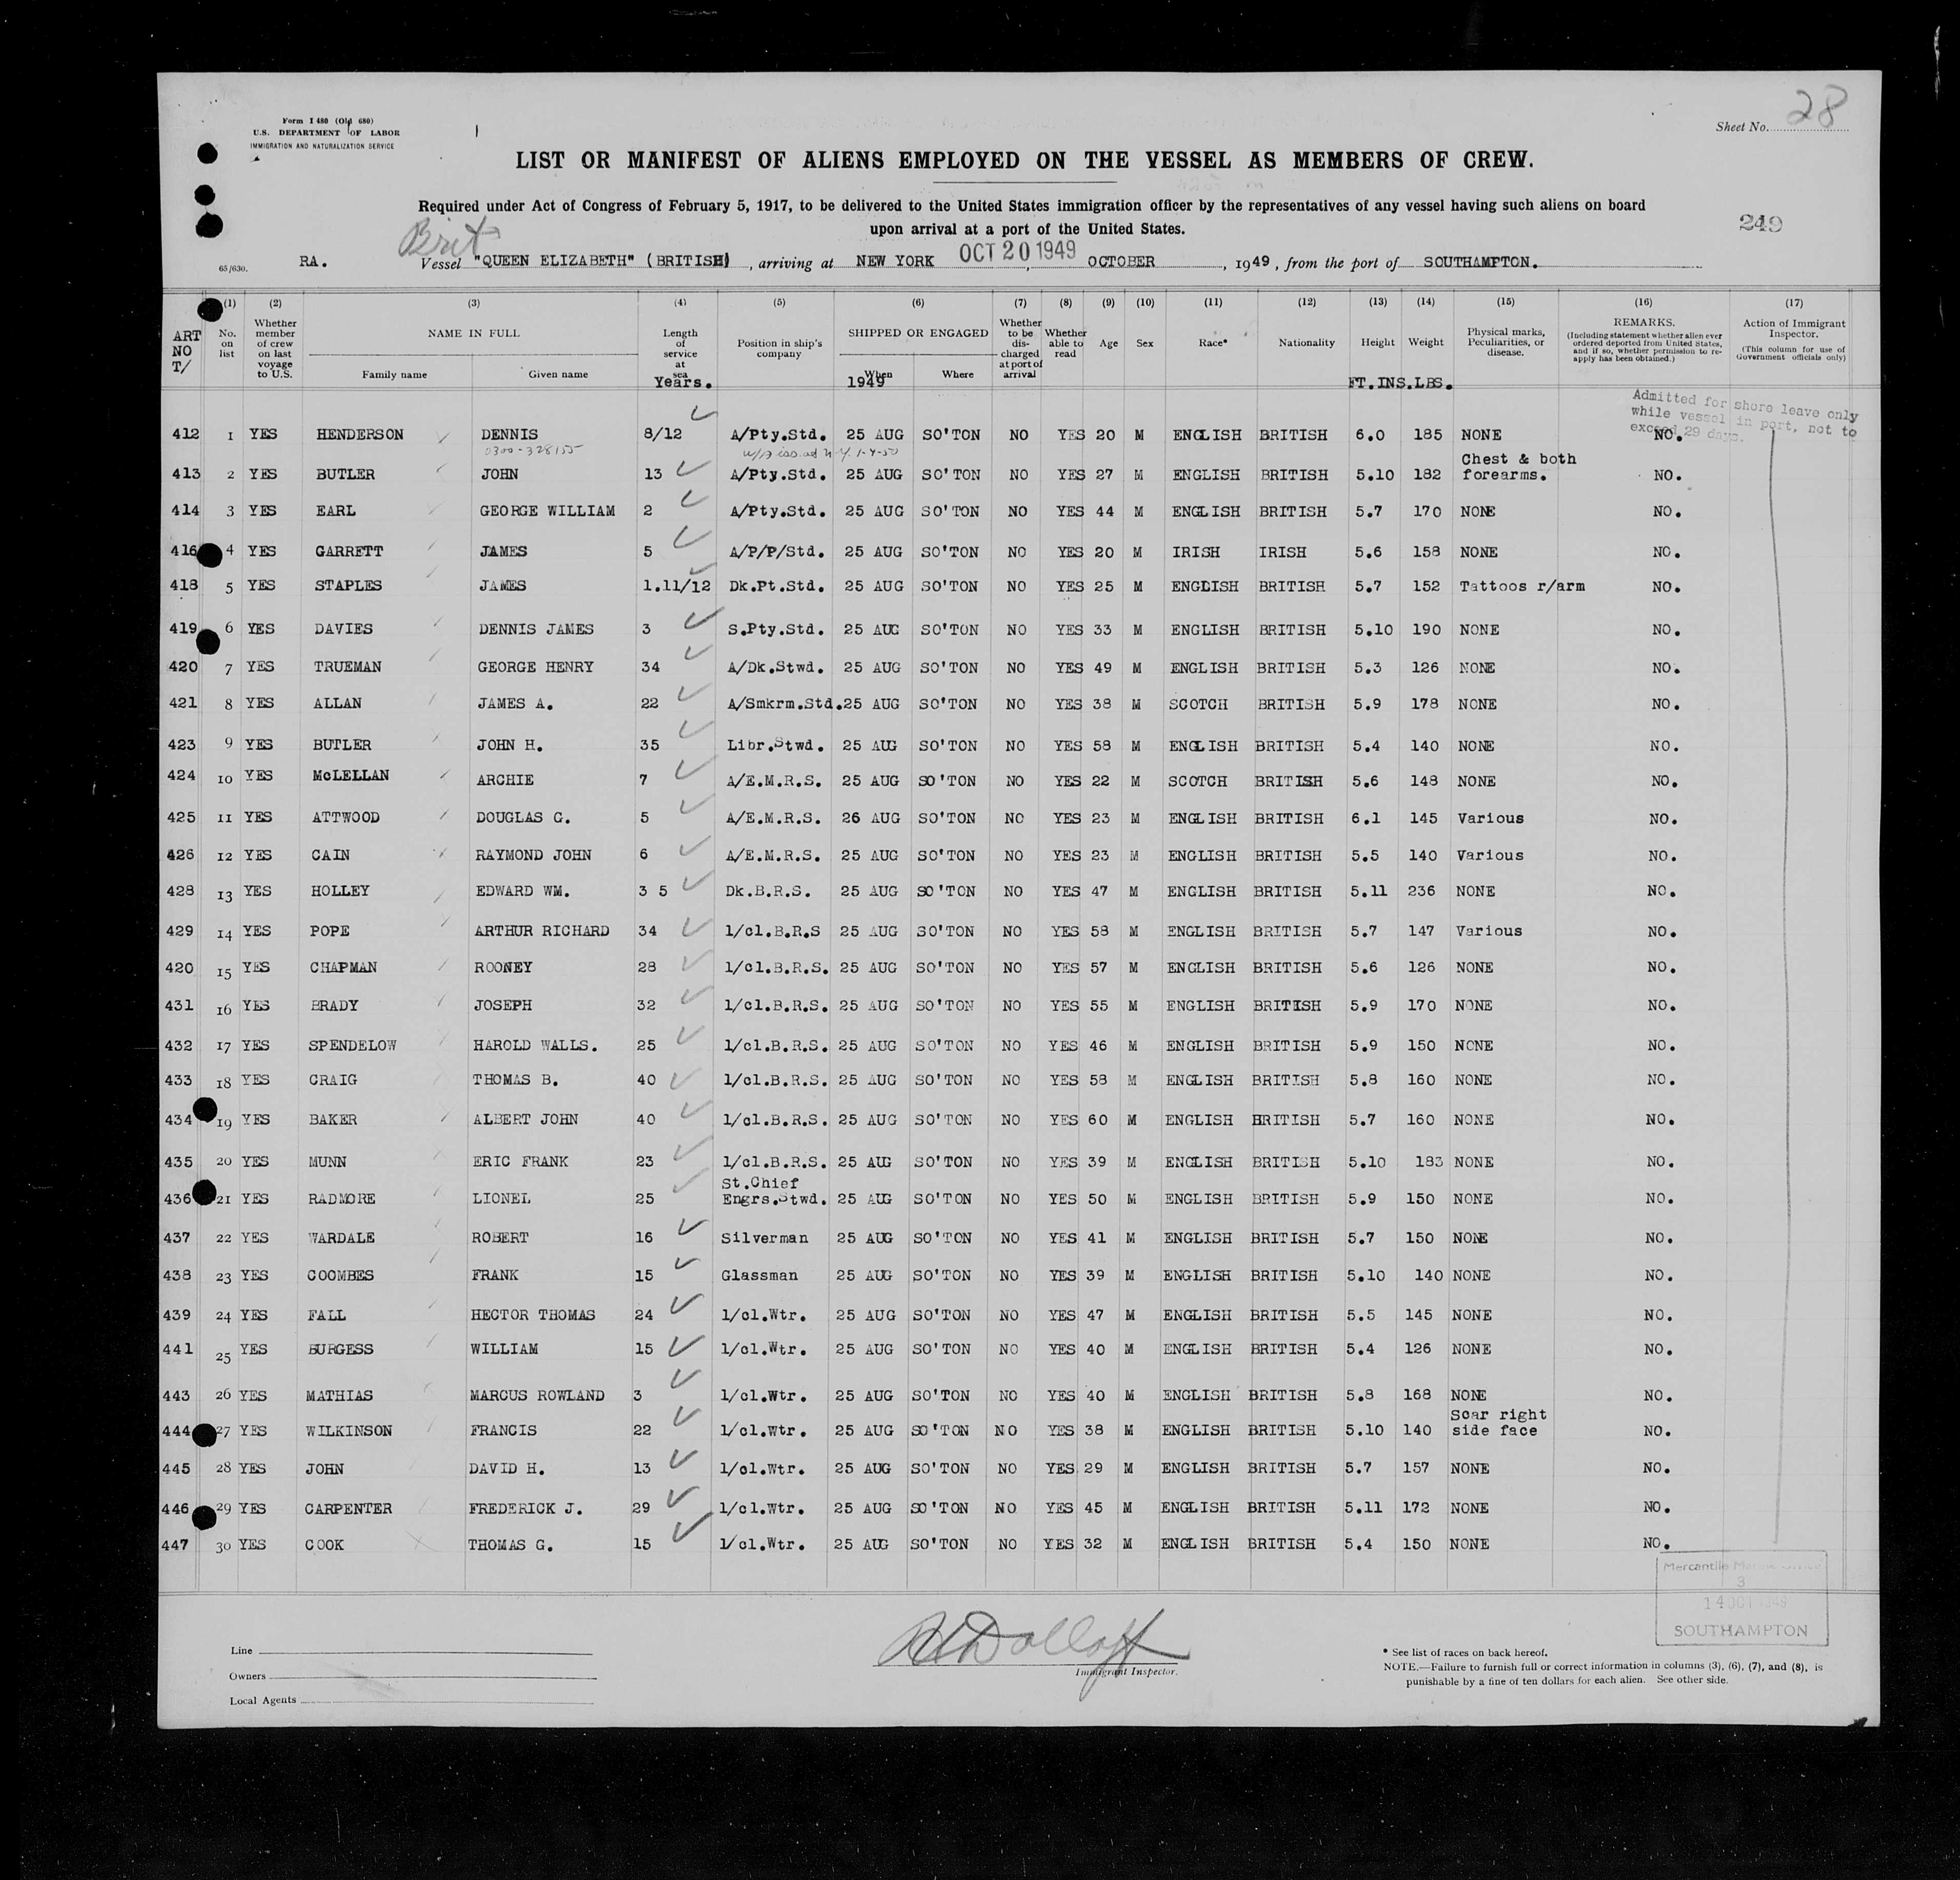 28
Form I 480 (Old 680)
U.S. DEPARTMENT OF LABOR
IMMIGRATION AND NATURALIZATION SERVICE
Sheet No.
LIST OR MANIFEST OF ALIENS EMPLOYED ON THE VESSEL AS MEMBERS OF CREW.
Required under Act of Congress of February 5, 1917, to be delivered to the United States immigration officer by the representatives of any vessel having such aliens on board
upon arrival at a port of the United States.
249
Brit
65/630. RA. Vessel "QUEEN ELIZABETH" (BRITISH), arriving at NEW YORK OCT 20 1949, OCTOBER, 1949, from the port of SOUTHAMPTON.
(1) (2) (3) (4) (5) (6) (7) (8) (9) (10) (11) (12) (13) (14) (15) (16) (17)
ART NO T/ No. on list Whether member of crew on last voyage to U.S. NAME IN FULL Family name Given name Length of service at sea Years. Position in ship's company SHIPPED OR ENGAGED When 1949 Where Whether to be discharged at port of arrival Whether able to read Age Sex Race* Nationality Height Weight FT.INS.LBS. Physical marks, Peculiarities, or disease. REMARKS. (Including statement whether alien ever ordered deported from United States, and if so, whether permission to reapply has been obtained.) Action of Immigrant Inspector. (This column for use of Government officials only)
Admitted for shore leave only
while vessel in port, not to
exceed 29 days.
412 1 YES HENDERSON DENNIS 8/12 A/Pty.Std. 25 AUG SO'TON NO YES 20 M ENGLISH BRITISH 6.0 185 NONE NO.
0300-328155
413 2 YES BUTLER JOHN 13 A/Pty.Std. 25 AUG SO'TON NO YES 27 M ENGLISH BRITISH 5.10 182 Chest & both forearms. NO.
414 3 YES EARL GEORGE WILLIAM 2 A/Pty.Std. 25 AUG SO'TON NO YES 44 M ENGLISH BRITISH 5.7 170 NONE NO.
416 4 YES GARRETT JAMES 5 A/P/P/Std. 25 AUG SO'TON NO YES 20 M IRISH IRISH 5.6 158 NONE NO.
418 5 YES STAPLES JAMES 1.11/12 Dk.Pt.Std. 25 AUG SO'TON NO YES 25 M ENGLISH BRITISH 5.7 152 Tattoos r/arm NO.
419 6 YES DAVIES DENNIS JAMES 3 S.Pty.Std. 25 AUG SO'TON NO YES 33 M ENGLISH BRITISH 5.10 190 NONE NO.
420 7 YES TRUEMAN GEORGE HENRY 34 A/Dk.Stwd. 25 AUG SO'TON NO YES 49 M ENGLISH BRITISH 5.3 126 NONE NO.
421 8 YES ALLAN JAMES A. 22 A/Smkrm.Std. 25 AUG SO'TON NO YES 38 M SCOTCH BRITISH 5.9 178 NONE NO.
423 9 YES BUTLER JOHN H. 35 Libr.Stwd. 25 AUG SO'TON NO YES 58 M ENGLISH BRITISH 5.4 140 NONE NO.
424 10 YES McLELLAN ARCHIE 7 A/E.M.R.S. 25 AUG SO'TON NO YES 22 M SCOTCH BRITISH 5.6 148 NONE NO.
425 11 YES ATTWOOD DOUGLAS G. 5 A/E.M.R.S. 26 AUG SO'TON NO YES 23 M ENGLISH BRITISH 6.1 145 Various NO.
426 12 YES CAIN RAYMOND JOHN 6 A/E.M.R.S. 25 AUG SO'TON NO YES 23 M ENGLISH BRITISH 5.5 140 Various NO.
428 13 YES HOLLEY EDWARD WM. 3 5 Dk.B.R.S. 25 AUG SO'TON NO YES 47 M ENGLISH BRITISH 5.11 236 NONE NO.
429 14 YES POPE ARTHUR RICHARD 34 1/cl.B.R.S 25 AUG SO'TON NO YES 58 M ENGLISH BRITISH 5.7 147 Various NO.
420 15 YES CHAPMAN ROONEY 28 1/cl.B.R.S. 25 AUG SO'TON NO YES 57 M ENGLISH BRITISH 5.6 126 NONE NO.
431 16 YES BRADY JOSEPH 32 1/cl.B.R.S. 25 AUG SO'TON NO YES 55 M ENGLISH BRITISH 5.9 170 NONE NO.
432 17 YES SPENDELOW HAROLD WALLS. 25 1/cl.B.R.S. 25 AUG SO'TON NO YES 46 M ENGLISH BRITISH 5.9 150 NONE NO.
433 18 YES CRAIG THOMAS B. 40 1/cl.B.R.S. 25 AUG SO'TON NO YES 58 M ENGLISH BRITISH 5.8 160 NONE NO.
434 19 YES BAKER ALBERT JOHN 40 1/cl.B.R.S. 25 AUG SO'TON NO YES 60 M ENGLISH BRITISH 5.7 160 NONE NO.
435 20 YES MUNN ERIC FRANK 23 1/cl.B.R.S. 25 AUG SO'TON NO YES 39 M ENGLISH BRITISH 5.10 183 NONE NO.
436 21 YES RADMORE LIONEL 25 St.Chief Engrs.Stwd. 25 AUG SO'TON NO YES 50 M ENGLISH BRITISH 5.9 150 NONE NO.
437 22 YES WARDALE ROBERT 16 Silverman 25 AUG SO'TON NO YES 41 M ENGLISH BRITISH 5.7 150 NONE NO.
438 23 YES COOMBES FRANK 15 Glassman 25 AUG SO'TON NO YES 39 M ENGLISH BRITISH 5.10 140 NONE NO.
439 24 YES FALL HECTOR THOMAS 24 1/cl.Wtr. 25 AUG SO'TON NO YES 47 M ENGLISH BRITISH 5.5 145 NONE NO.
441 25 YES BURGESS WILLIAM 15 1/cl.Wtr. 25 AUG SO'TON NO YES 40 M ENGLISH BRITISH 5.4 126 NONE NO.
443 26 YES MATHIAS MARCUS ROWLAND 3 1/cl.Wtr. 25 AUG SO'TON NO YES 40 M ENGLISH BRITISH 5.8 168 NONE NO.
444 27 YES WILKINSON FRANCIS 22 1/cl.Wtr. 25 AUG SO'TON NO YES 38 M ENGLISH BRITISH 5.10 140 Scar right side face NO.
445 28 YES JOHN DAVID H. 13 1/cl.Wtr. 25 AUG SO'TON NO YES 29 M ENGLISH BRITISH 5.7 157 NONE NO.
446 29 YES CARPENTER FREDERICK J. 29 1/cl.Wtr. 25 AUG SO'TON NO YES 45 M ENGLISH BRITISH 5.11 172 NONE NO.
447 30 YES COOK THOMAS G. 15 1/cl.Wtr. 25 AUG SO'TON NO YES 32 M ENGLISH BRITISH 5.4 150 NONE NO.
Mercantile
3
14 OCT 1949
SOUTHAMPTON
Line
Owners
Local Agents
Immigrant Inspector.
* See list of races on back hereof.
NOTE.—Failure to furnish full or correct information in columns (3), (6), (7), and (8), is
punishable by a fine of ten dollars for each alien. See other side.